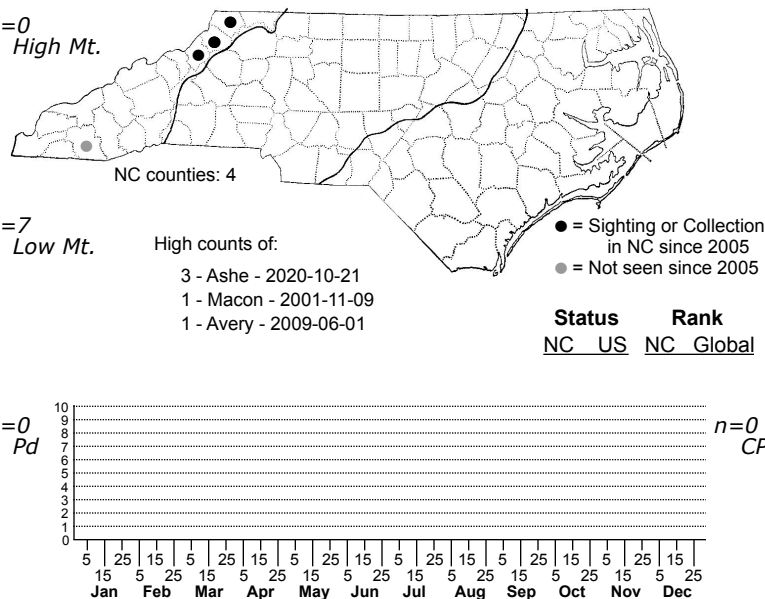 =0
High Mt.
NC counties: 4
=7
Low Mt.
High counts of:
3 - Ashe - 2020-10-21
1 - Macon - 2001-11-09
1 - Avery - 2009-06-01
● = Sighting or Collection
in NC since 2005
● = Not seen since 2005
Status Rank
NC US NC Global
=0
Pd
10
9
8
7
6
5
4
3
2
1
0
n=0
CP
5 25 15 5 25 15 5 25 15 5 25 15 5 25 15 5 25 15
15 5 25 15 5 25 15 5 25 15 5 25 15 5 25 15 5 25
Jan Feb Mar Apr May Jun Jul Aug Sep Oct Nov Dec